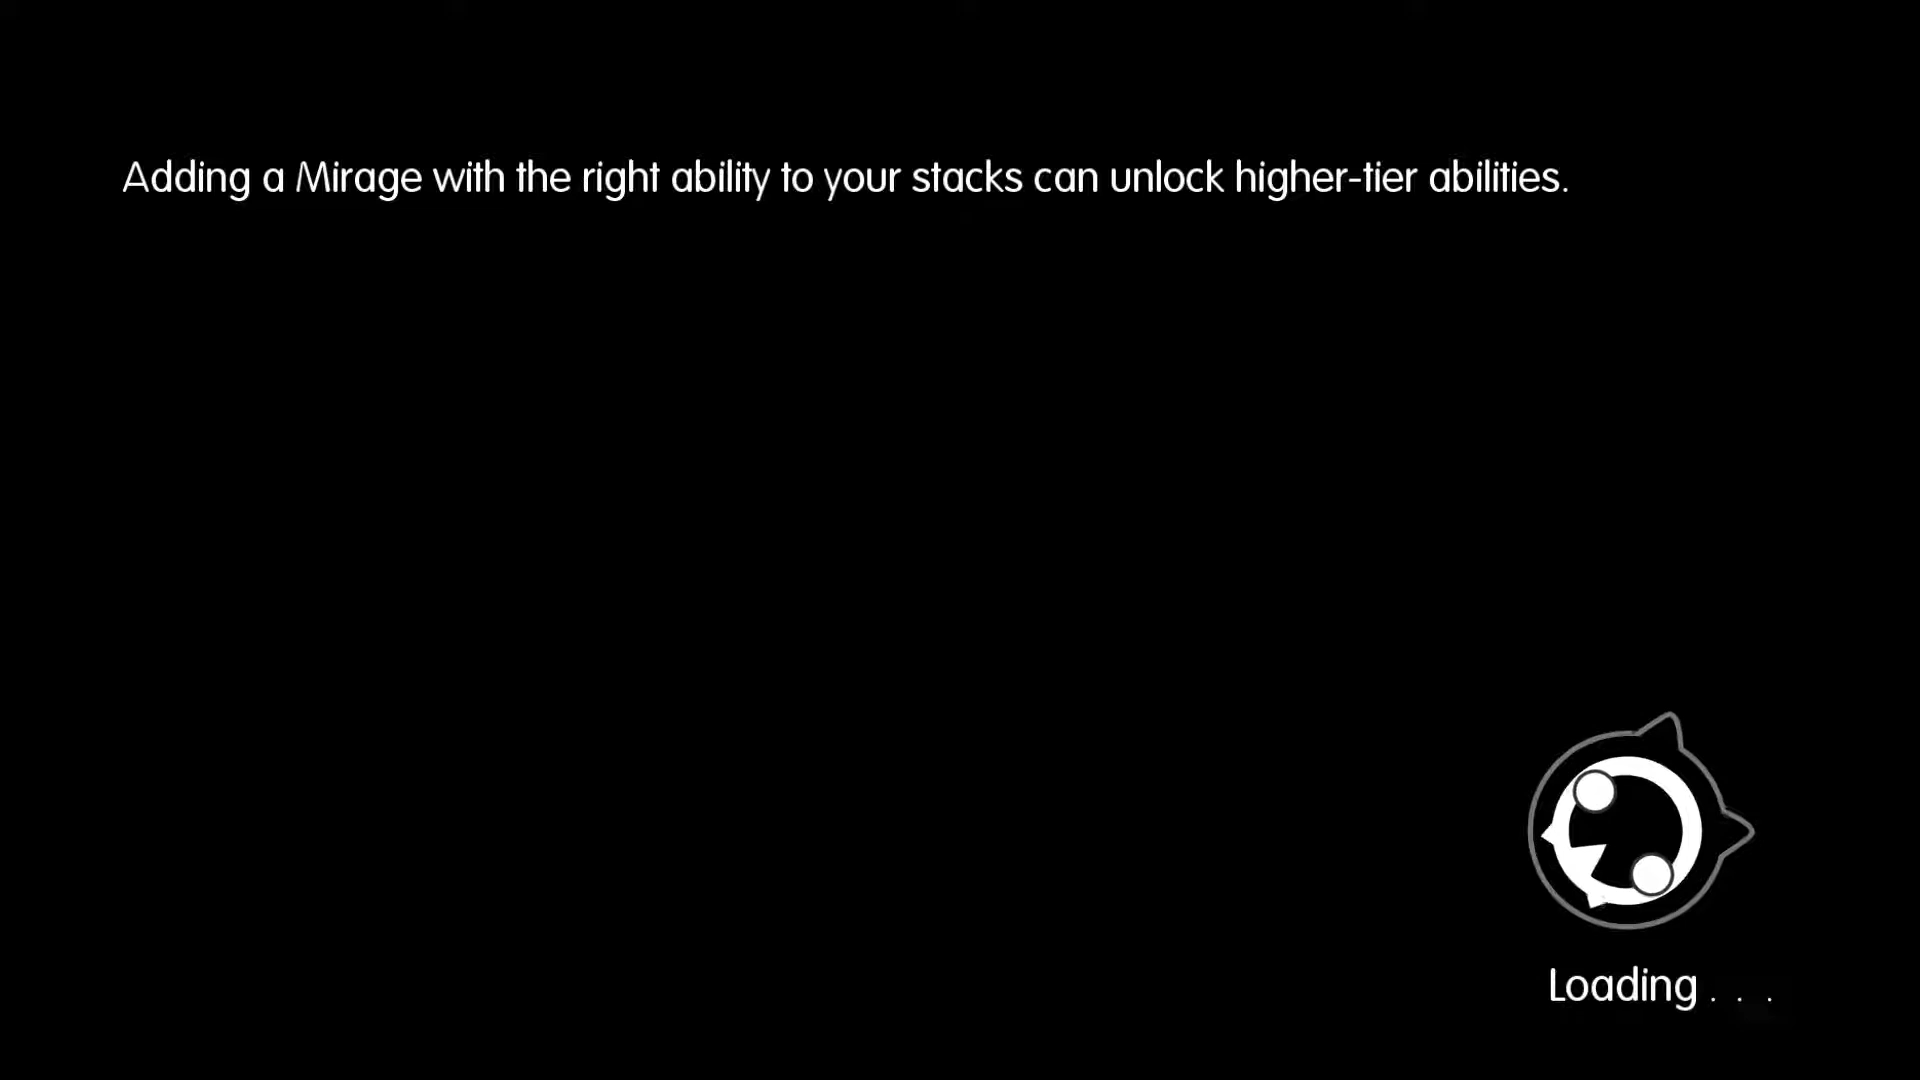 Adding a Mirage with the right ability to your stacks can unlock higher-tier abilities.
Loading . . .